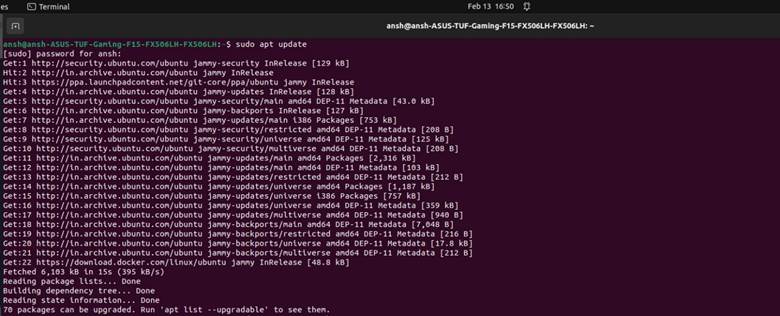 es Terminal Feb 13 16:50
ansh@ansh-ASUS-TUF-Gaming-F15-FX506LH-FX506LH: ~
ansh@ansh-ASUS-TUF-Gaming-F15-FX506LH-FX506LH:~$ sudo apt update
[sudo] password for ansh:
Get:1 http://security.ubuntu.com/ubuntu jammy-security InRelease [129 kB]
Hit:2 http://in.archive.ubuntu.com/ubuntu jammy InRelease
Hit:3 https://ppa.launchpadcontent.net/git-core/ppa/ubuntu jammy InRelease
Get:4 http://in.archive.ubuntu.com/ubuntu jammy-updates InRelease [128 kB]
Get:5 http://security.ubuntu.com/ubuntu jammy-security/main amd64 DEP-11 Metadata [43.0 kB]
Get:6 http://in.archive.ubuntu.com/ubuntu jammy-backports InRelease [127 kB]
Get:7 http://in.archive.ubuntu.com/ubuntu jammy-updates/main i386 Packages [753 kB]
Get:8 http://security.ubuntu.com/ubuntu jammy-security/restricted amd64 DEP-11 Metadata [208 B]
Get:9 http://security.ubuntu.com/ubuntu jammy-security/universe amd64 DEP-11 Metadata [125 kB]
Get:10 http://security.ubuntu.com/ubuntu jammy-security/multiverse amd64 DEP-11 Metadata [208 B]
Get:11 http://in.archive.ubuntu.com/ubuntu jammy-updates/main amd64 Packages [2,316 kB]
Get:12 http://in.archive.ubuntu.com/ubuntu jammy-updates/main amd64 DEP-11 Metadata [103 kB]
Get:13 http://in.archive.ubuntu.com/ubuntu jammy-updates/restricted amd64 DEP-11 Metadata [212 B]
Get:14 http://in.archive.ubuntu.com/ubuntu jammy-updates/universe amd64 Packages [1,187 kB]
Get:15 http://in.archive.ubuntu.com/ubuntu jammy-updates/universe i386 Packages [757 kB]
Get:16 http://in.archive.ubuntu.com/ubuntu jammy-updates/universe amd64 DEP-11 Metadata [359 kB]
Get:17 http://in.archive.ubuntu.com/ubuntu jammy-updates/multiverse amd64 DEP-11 Metadata [940 B]
Get:18 http://in.archive.ubuntu.com/ubuntu jammy-backports/main amd64 DEP-11 Metadata [7,048 B]
Get:19 http://in.archive.ubuntu.com/ubuntu jammy-backports/restricted amd64 DEP-11 Metadata [216 B]
Get:20 http://in.archive.ubuntu.com/ubuntu jammy-backports/universe amd64 DEP-11 Metadata [17.8 kB]
Get:21 http://in.archive.ubuntu.com/ubuntu jammy-backports/multiverse amd64 DEP-11 Metadata [212 B]
Get:22 https://download.docker.com/linux/ubuntu jammy InRelease [48.8 kB]
Fetched 6,103 kB in 15s (395 kB/s)
Reading package lists... Done
Building dependency tree... Done
Reading state information... Done
70 packages can be upgraded. Run 'apt list --upgradable' to see them.